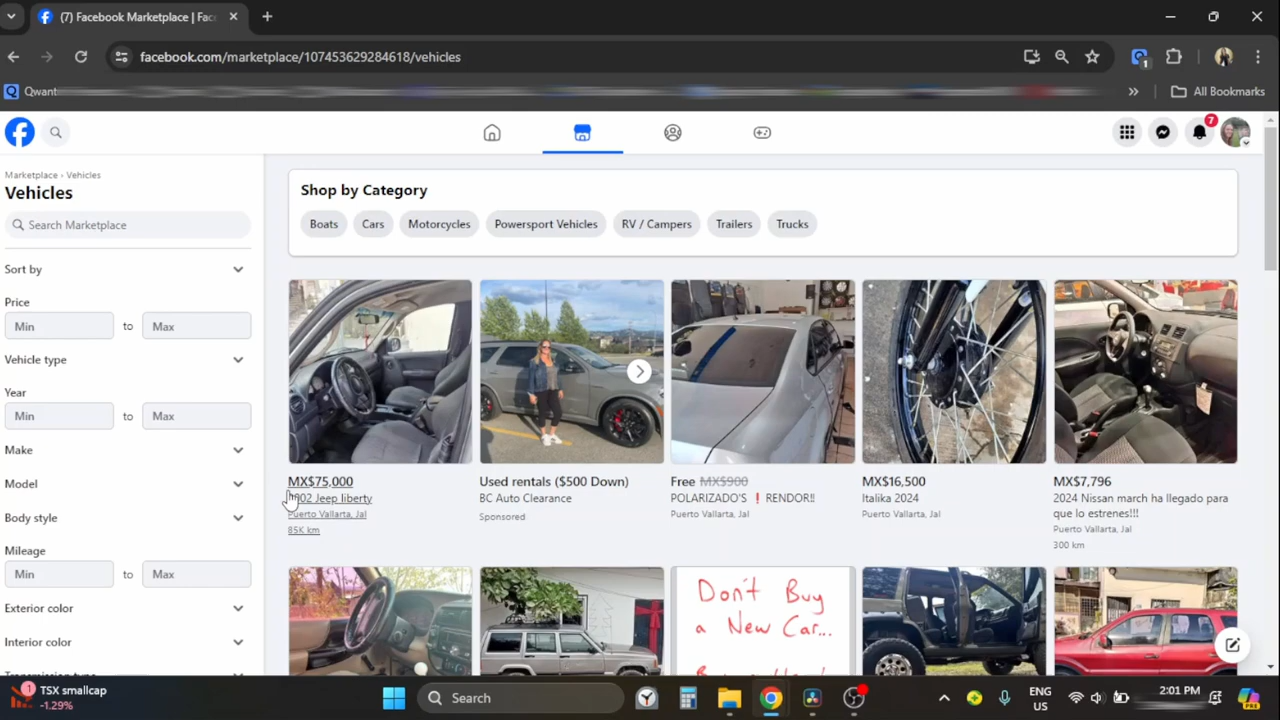 (7) Facebook Marketplace | Fac
facebook.com/marketplace/107453629284618/vehicles
1
Qwant
All Bookmarks
7
Marketplace › Vehicles
Vehicles
Search Marketplace
Sort by
Price
Min to Max
Vehicle type
Year
Min to Max
Make
Model
Body style
Mileage
Min to Max
Exterior color
Interior color
Transmission type
Shop by Category
Boats
Cars
Motorcycles
Powersport Vehicles
RV / Campers
Trailers
Trucks
MX$75,000
Jeep liberty
Puerto Vallarta, Jal
85K km
Used rentals ($500 Down)
BC Auto Clearance
Sponsored
Free MX$900
POLARIZADO'S ❗RENDOR!!
Puerto Vallarta, Jal
MX$16,500
Italika 2024
Puerto Vallarta, Jal
MX$7,796
2024 Nissan march ha llegado para
que lo estrenes!!!
Puerto Vallarta, Jal
300 km
Don't Buy
a New Car...
1
TSX smallcap
-1.29%
Search
ENG
US
2:01 PM
PRE